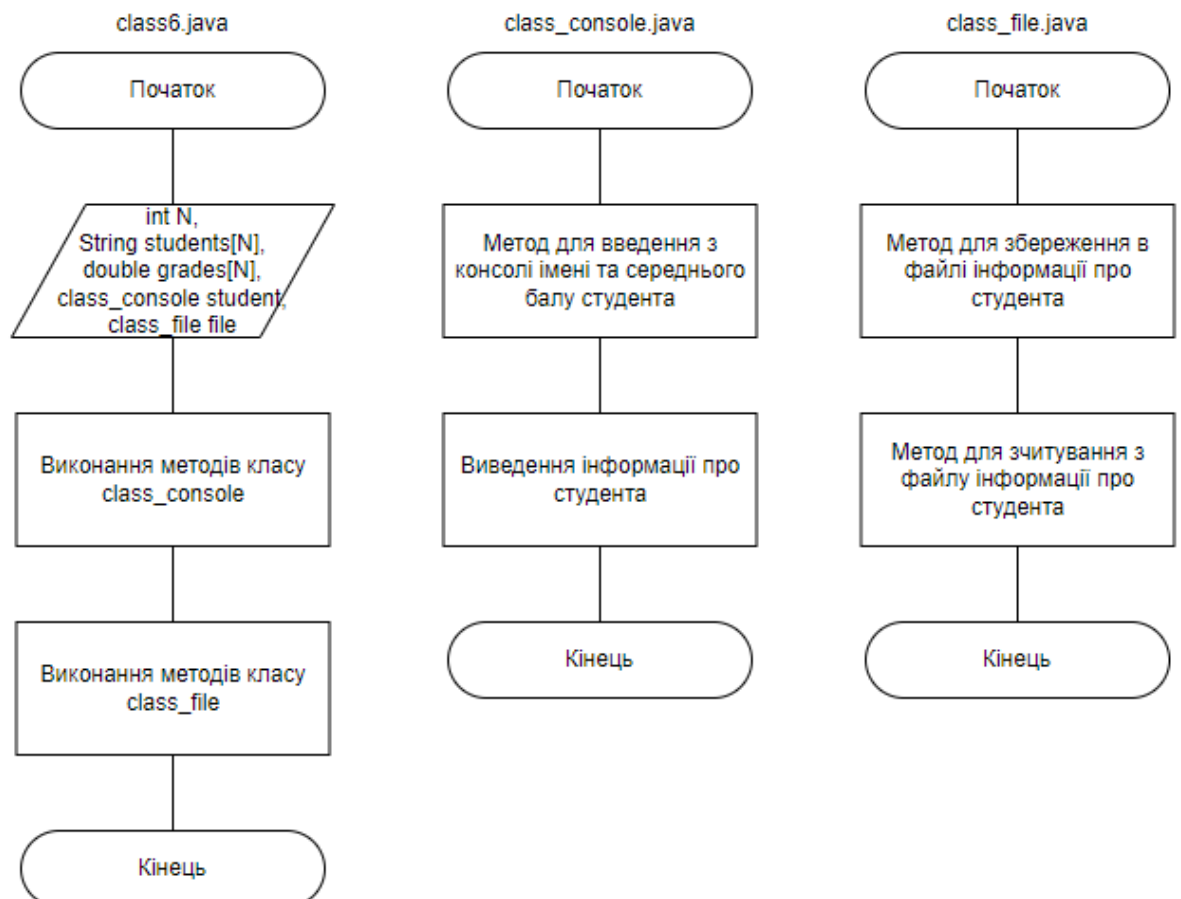 class6.java
Початок
int N,
String students[N],
double grades[N],
class_console student,
class_file file
Виконання методів класу
class_console
Виконання методів класу
class_file
Кінець
class_console.java
Початок
Метод для введення з
консолі імені та середнього
балу студента
Виведення інформації про
студента
Кінець
class_file.java
Початок
Метод для збереження в
файлі інформації про
студента
Метод для зчитування з
файлу інформації про
студента
Кінець